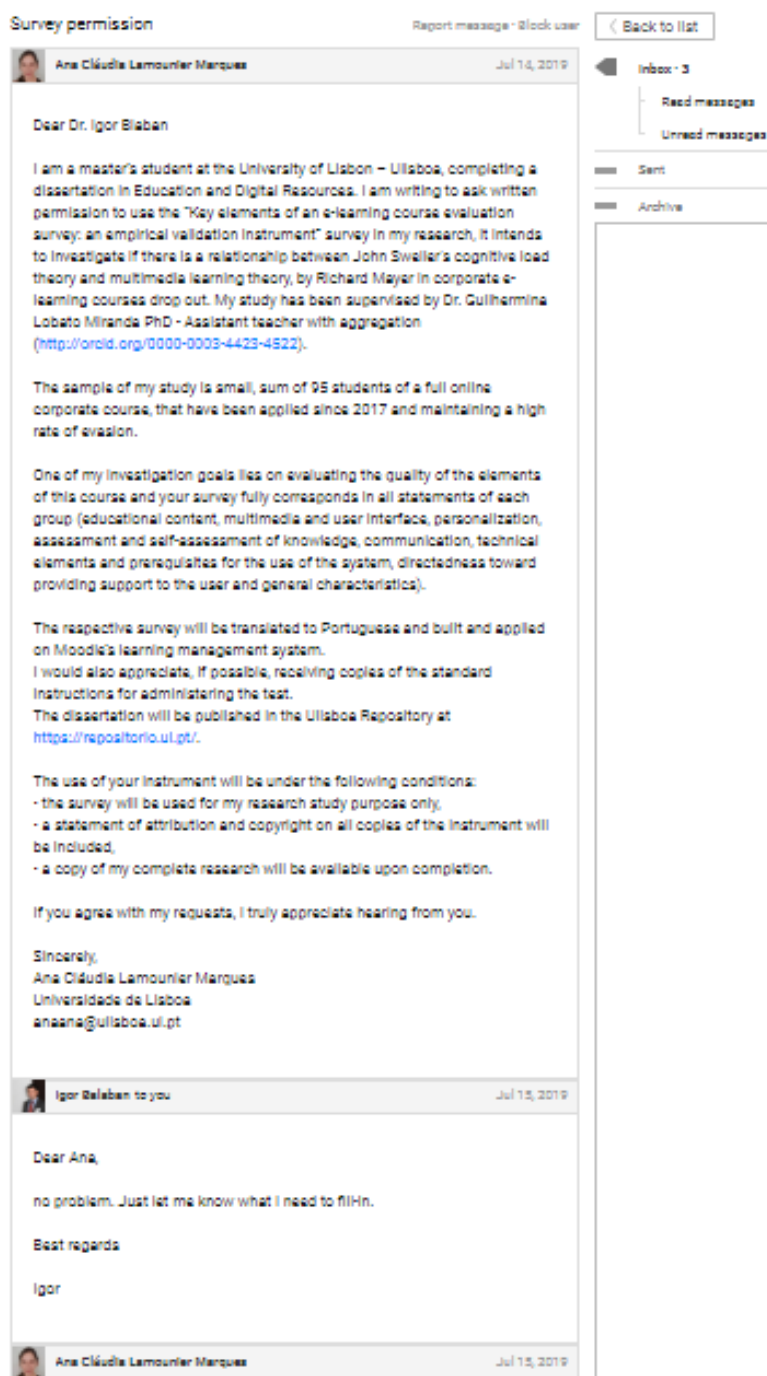 Survey permission
Report message · Block user
Back to list
Ana Cláudia Lamounier Marques
Jul 14, 2019
Inbox · 3
Read messages
Unread messages
Sent
Archive
Dear Dr. Igor Blaban
I am a master's student at the University of Lisbon – Ulisboa, completing a
dissertation in Education and Digital Resources. I am writing to ask written
permission to use the "Key elements of an e-learning course evaluation
survey: an empirical validation instrument" survey in my research, it intends
to investigate if there is a relationship between John Sweller's cognitive load
theory and multimedia learning theory, by Richard Mayer in corporate e-
learning courses drop out. My study has been supervised by Dr. Guilhermina
Lobato Miranda PhD - Assistant teacher with aggregation
(http://orcid.org/0000-0003-4423-4522).
The sample of my study is small, sum of 95 students of a full online
corporate course, that have been applied since 2017 and maintaining a high
rate of evasion.
One of my investigation goals lies on evaluating the quality of the elements
of this course and your survey fully corresponds in all statements of each
group (educational content, multimedia and user interface, personalization,
assessment and self-assessment of knowledge, communication, technical
elements and prerequisites for the use of the system, directedness toward
providing support to the user and general characteristics).
The respective survey will be translated to Portuguese and built and applied
on Moodle's learning management system.
I would also appreciate, if possible, receiving copies of the standard
instructions for administering the test.
The dissertation will be published in the Ulisboa Repository at
https://repositorio.ul.pt/.
The use of your instrument will be under the following conditions:
- the survey will be used for my research study purpose only,
- a statement of attribution and copyright on all copies of the instrument will
be included,
- a copy of my complete research will be available upon completion.
If you agree with my requests, I truly appreciate hearing from you.
Sincerely,
Ana Cláudia Lamounier Marques
Universidade de Lisboa
anaana@ulisboa.ul.pt
Igor Balaban to you
Jul 15, 2019
Dear Ana,
no problem. Just let me know what I need to fill-in.
Best regards
Igor
Ana Cláudia Lamounier Marques
Jul 15, 2019